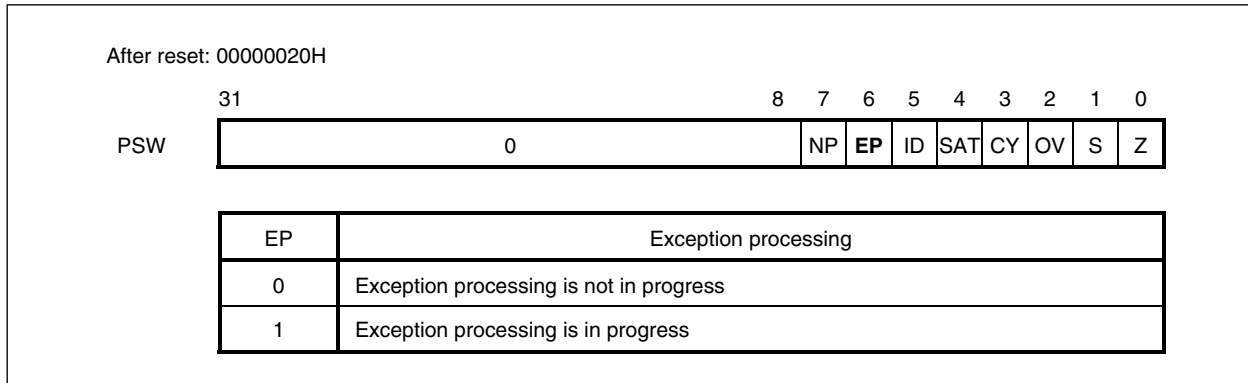 After reset: 00000020H
31 8 7 6 5 4 3 2 1 0
PSW 0 NP EP ID SAT CY OV S Z
EP Exception processing
0 Exception processing is not in progress
1 Exception processing is in progress